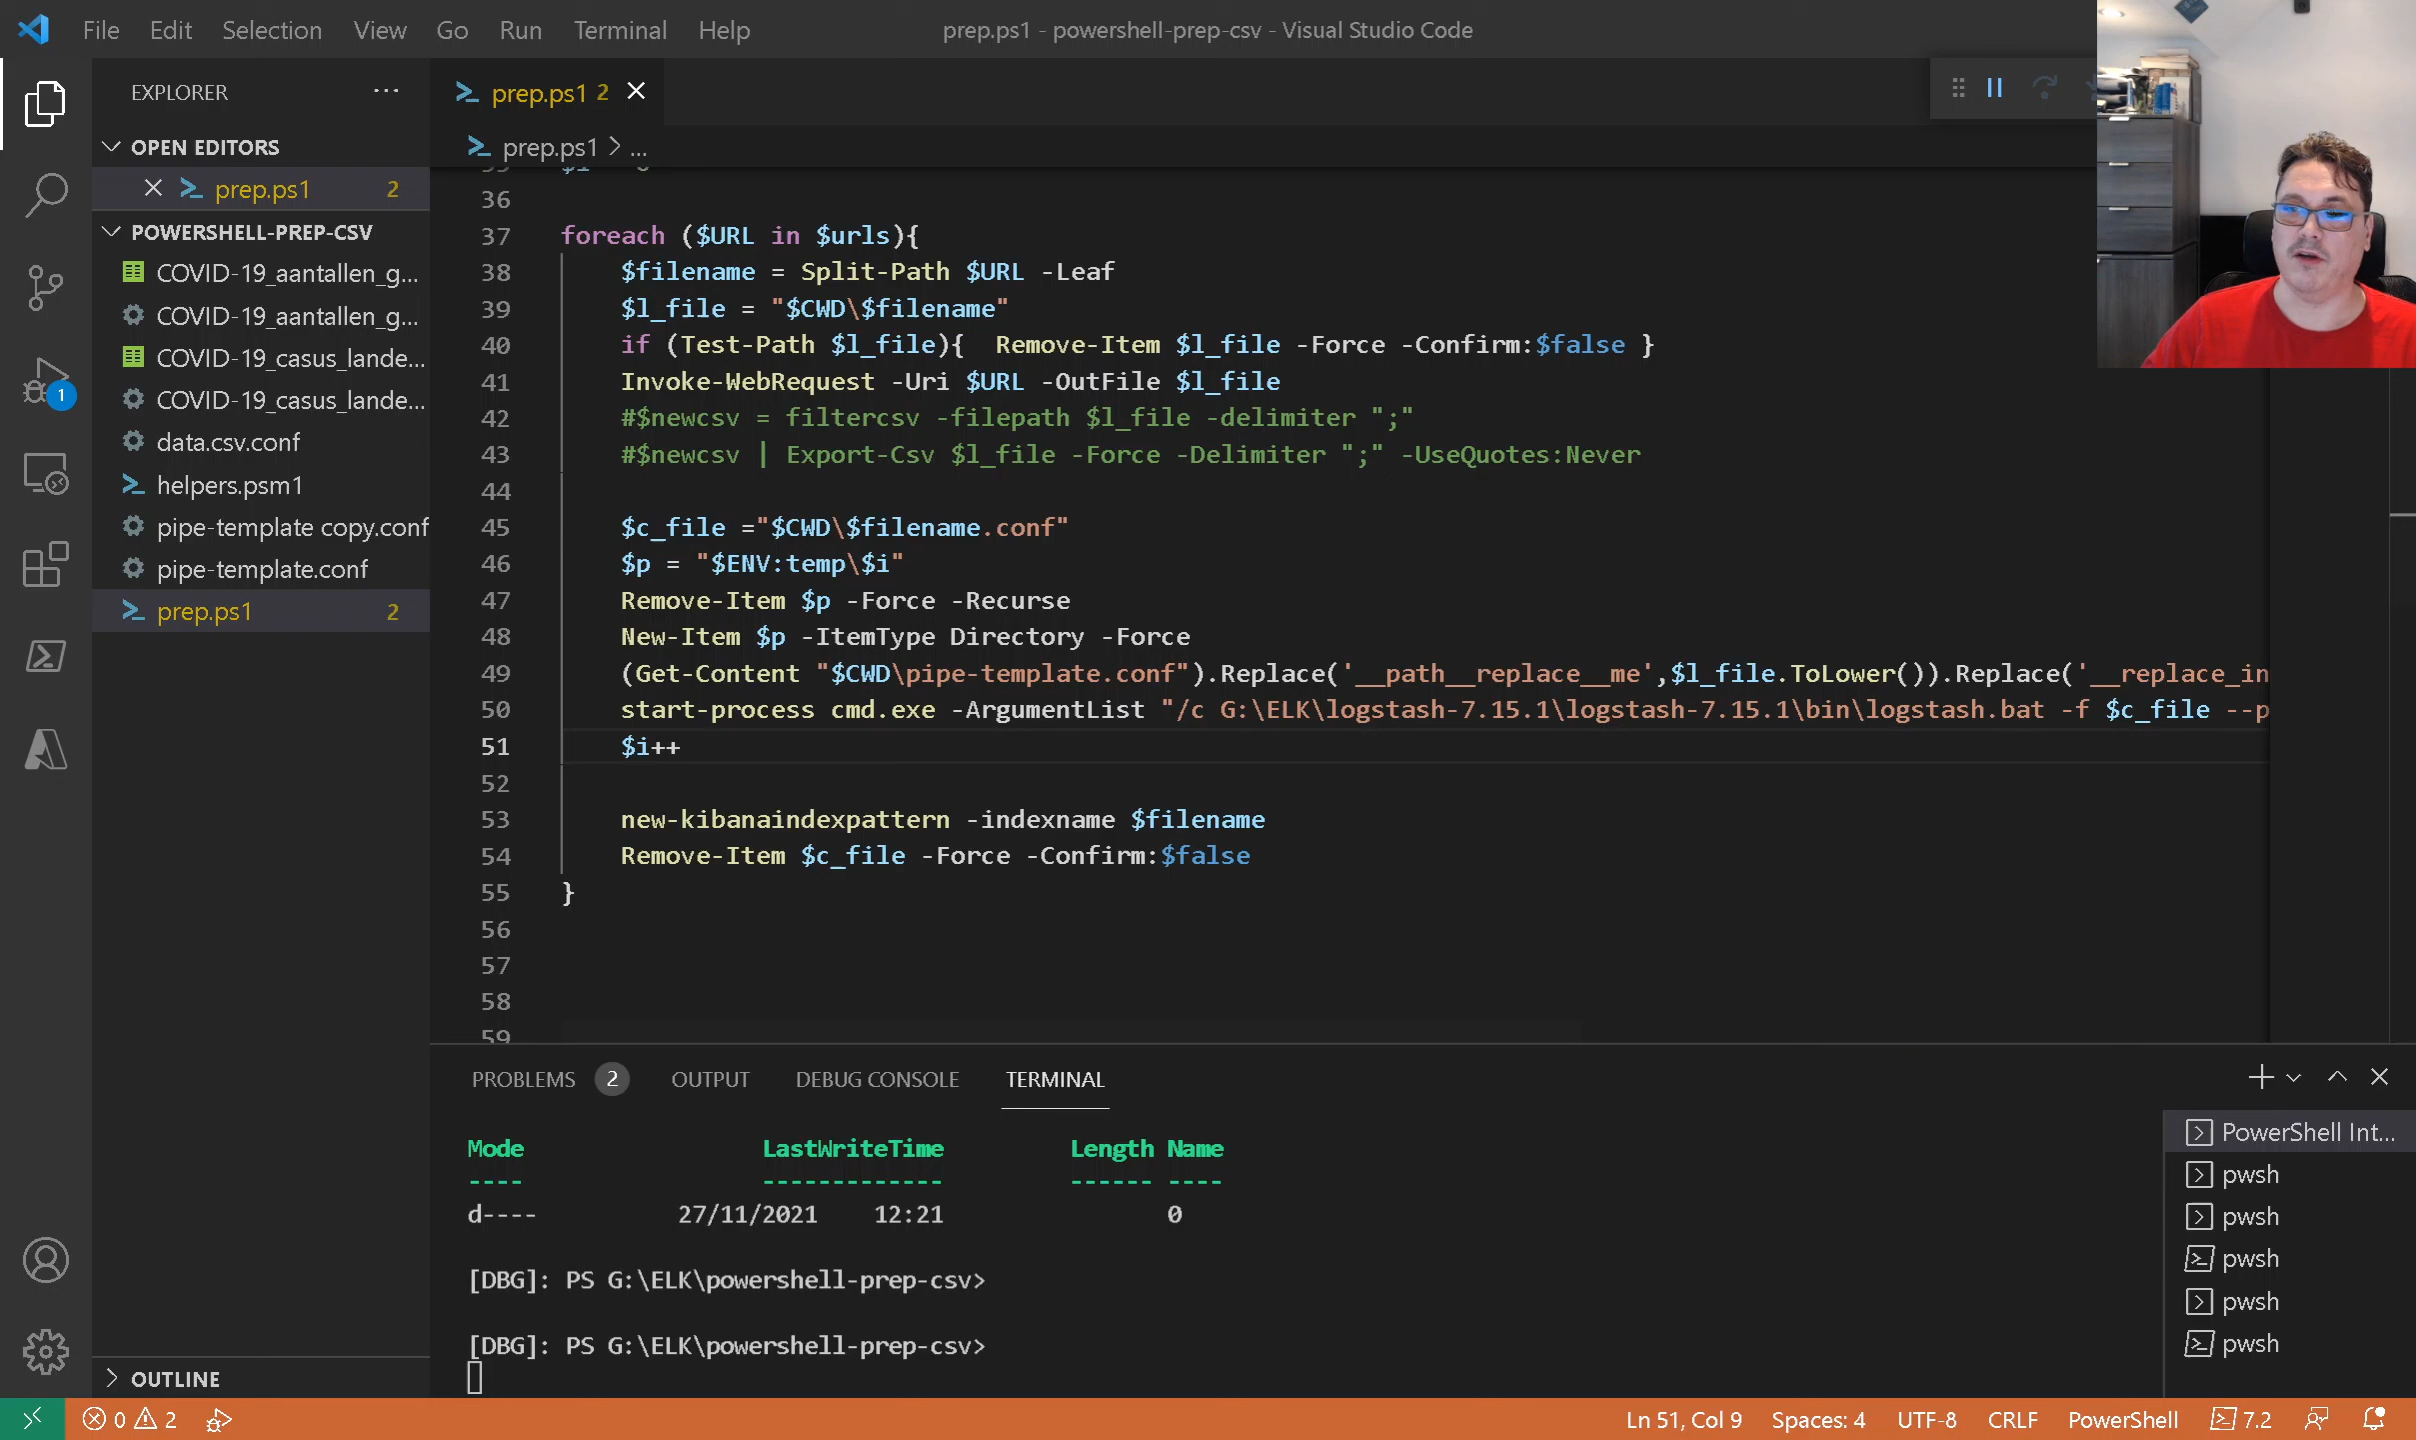 File Edit Selection View Go Run Terminal Help
prep.ps1 - powershell-prep-csv - Visual Studio Code
EXPLORER ...
OPEN EDITORS
prep.ps1 2
POWERSHELL-PREP-CSV
COVID-19_aantallen_g...
COVID-19_aantallen_g...
COVID-19_casus_lande...
COVID-19_casus_lande...
data.csv.conf
helpers.psm1
pipe-template copy.conf
pipe-template.conf
prep.ps1 2
OUTLINE
1
prep.ps1 2
prep.ps1 > ...
36
37 foreach ($URL in $urls){
38 $filename = Split-Path $URL -Leaf
39 $l_file = "$CWD\$filename"
40 if (Test-Path $l_file){  Remove-Item $l_file -Force -Confirm:$false }
41 Invoke-WebRequest -Uri $URL -OutFile $l_file
42 #$newcsv = filtercsv -filepath $l_file -delimiter ";"
43 #$newcsv | Export-Csv $l_file -Force -Delimiter ";" -UseQuotes:Never
44
45 $c_file ="$CWD\$filename.conf"
46 $p = "$ENV:temp\$i"
47 Remove-Item $p -Force -Recurse
48 New-Item $p -ItemType Directory -Force
49 (Get-Content "$CWD\pipe-template.conf").Replace('__path__replace__me',$l_file.ToLower()).Replace('__replace_in
50 start-process cmd.exe -ArgumentList "/c G:\ELK\logstash-7.15.1\logstash-7.15.1\bin\logstash.bat -f $c_file --p
51 $i++
52
53 new-kibanaindexpattern -indexname $filename
54 Remove-Item $c_file -Force -Confirm:$false
55 }
56
57
58
59
PROBLEMS 2 OUTPUT DEBUG CONSOLE TERMINAL
Mode LastWriteTime Length Name
---- ------------- ------ ----
d---- 27/11/2021 12:21 0
[DBG]: PS G:\ELK\powershell-prep-csv>
[DBG]: PS G:\ELK\powershell-prep-csv>
PowerShell Int...
pwsh
pwsh
pwsh
pwsh
pwsh
0 2
Ln 51, Col 9 Spaces: 4 UTF-8 CRLF PowerShell 7.2